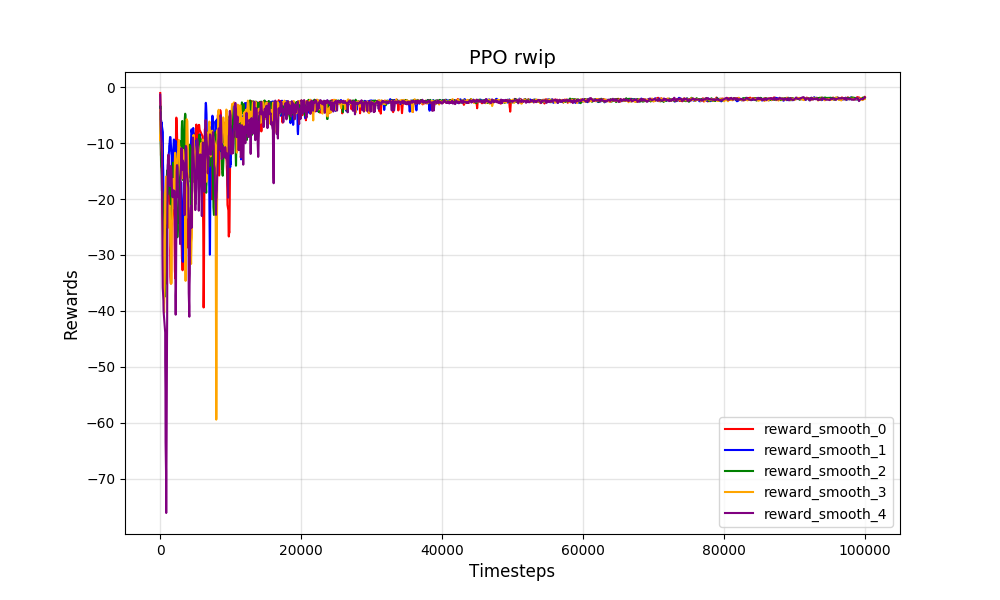 PPO rwip
Rewards
0
−10
−20
−30
−40
−50
−60
−70
reward_smooth_0
reward_smooth_1
reward_smooth_2
reward_smooth_3
reward_smooth_4
0 20000 40000 60000 80000 100000
Timesteps